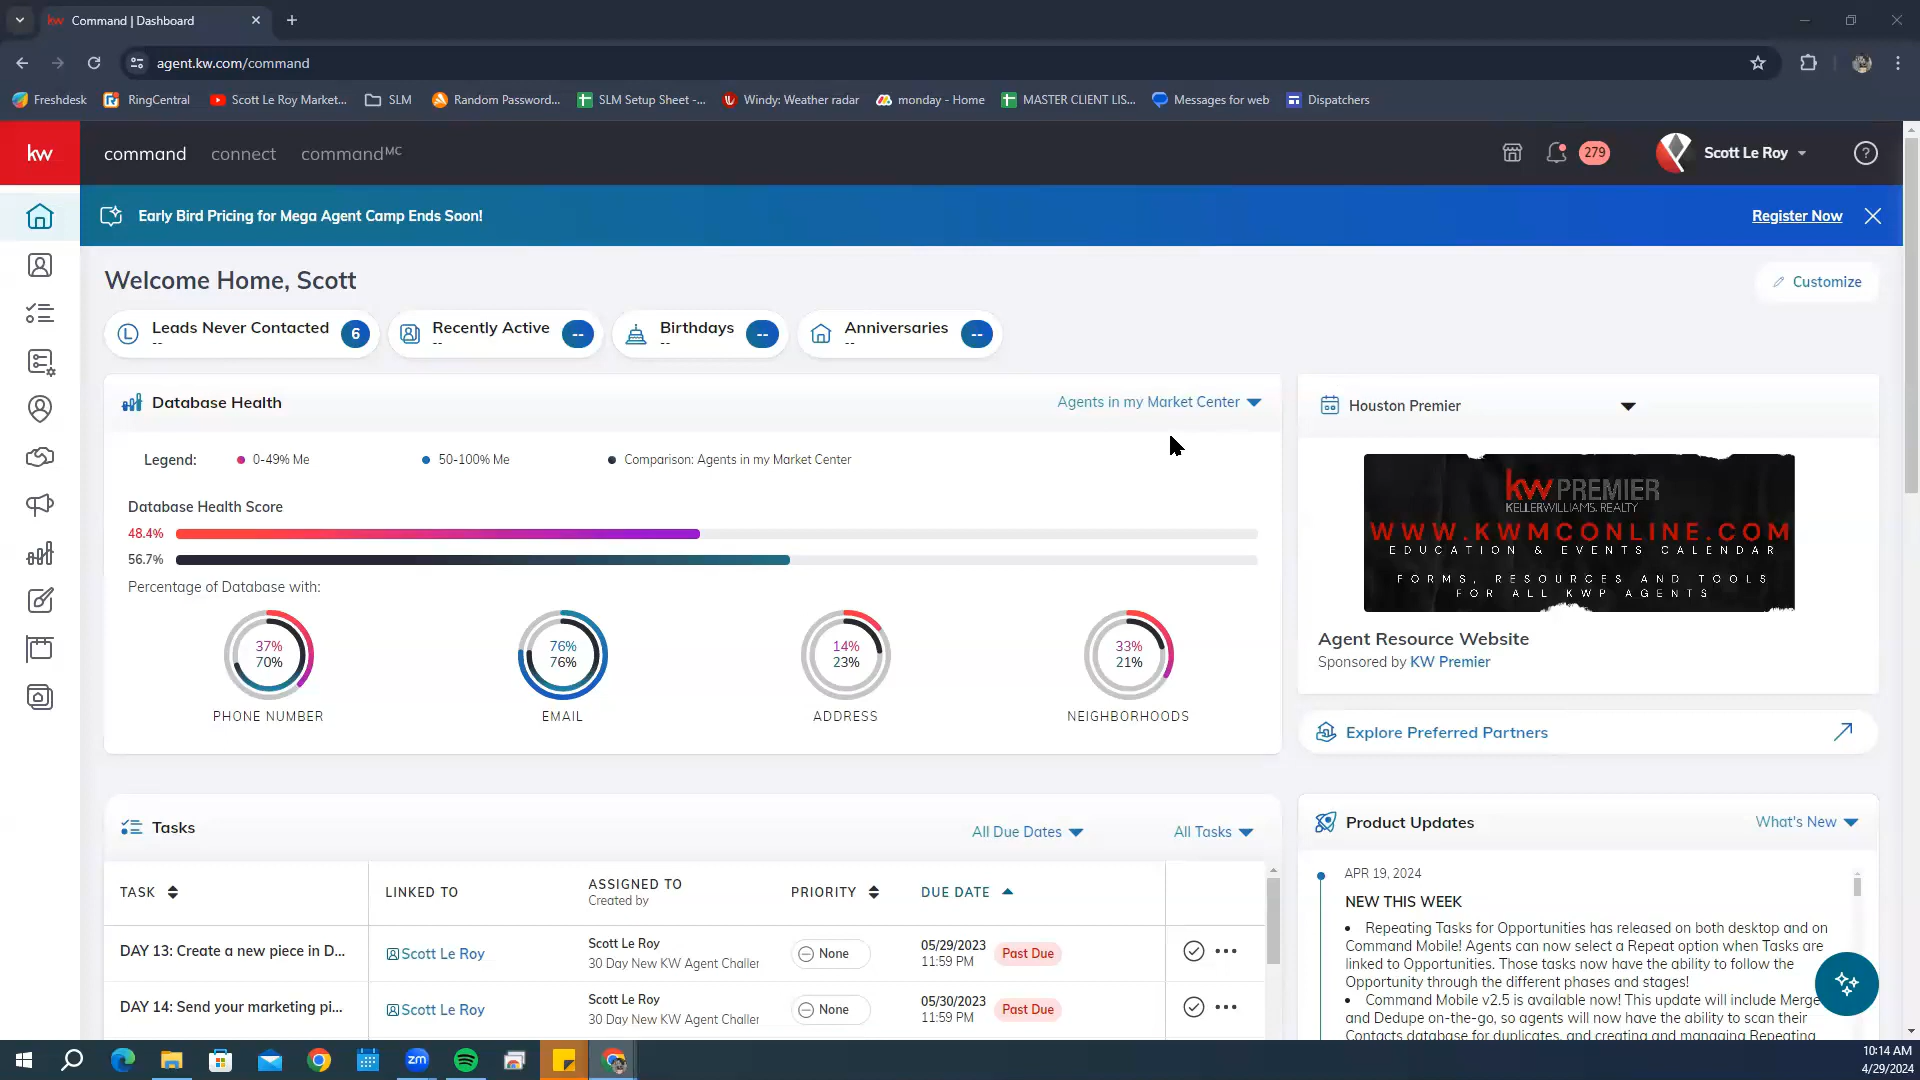 kw Command | Dashboard
agent.kw.com/command
Freshdesk RingCentral Scott Le Roy Market... SLM Random Password... SLM Setup Sheet -... Windy: Weather radar monday - Home MASTER CLIENT LIS... Messages for web Dispatchers
kw command connect commandMC 279 Scott Le Roy
Early Bird Pricing for Mega Agent Camp Ends Soon! Register Now
Welcome Home, Scott Customize
Leads Never Contacted 6 Recently Active -- Birthdays -- Anniversaries --
-- -- -- --
Database Health Agents in my Market Center
Legend: 0-49% Me 50-100% Me Comparison: Agents in my Market Center
Database Health Score
48.4%
56.7%
Percentage of Database with:
37% 76% 14% 33%
70% 76% 23% 21%
PHONE NUMBER EMAIL ADDRESS NEIGHBORHOODS
Houston Premier
kw PREMIER
KELLERWILLIAMS. REALTY
WWW.KWMCONLINE.COM
EDUCATION & EVENTS CALENDAR
FORMS, RESOURCES AND TOOLS
FOR ALL KWP AGENTS
Agent Resource Website
Sponsored by KW Premier
Explore Preferred Partners
Tasks All Due Dates All Tasks
TASK LINKED TO ASSIGNED TO PRIORITY DUE DATE
Created by
DAY 13: Create a new piece in D... Scott Le Roy Scott Le Roy None 05/29/2023 Past Due
30 Day New KW Agent Challer 11:59 PM
DAY 14: Send your marketing pi... Scott Le Roy Scott Le Roy None 05/30/2023 Past Due
30 Day New KW Agent Challer 11:59 PM
Product Updates What's New
APR 19, 2024
NEW THIS WEEK
• Repeating Tasks for Opportunities has released on both desktop and on
Command Mobile! Agents can now select a Repeat option when Tasks are
linked to Opportunities. Those tasks now have the ability to follow the
Opportunity through the different phases and stages!
• Command Mobile v2.5 is available now! This update will include Merge
and Dedupe on-the-go, so agents will now have the ability to scan their
Contacts database for duplicates, and creating and managing Repeating
zm
10:14 AM
4/29/2024